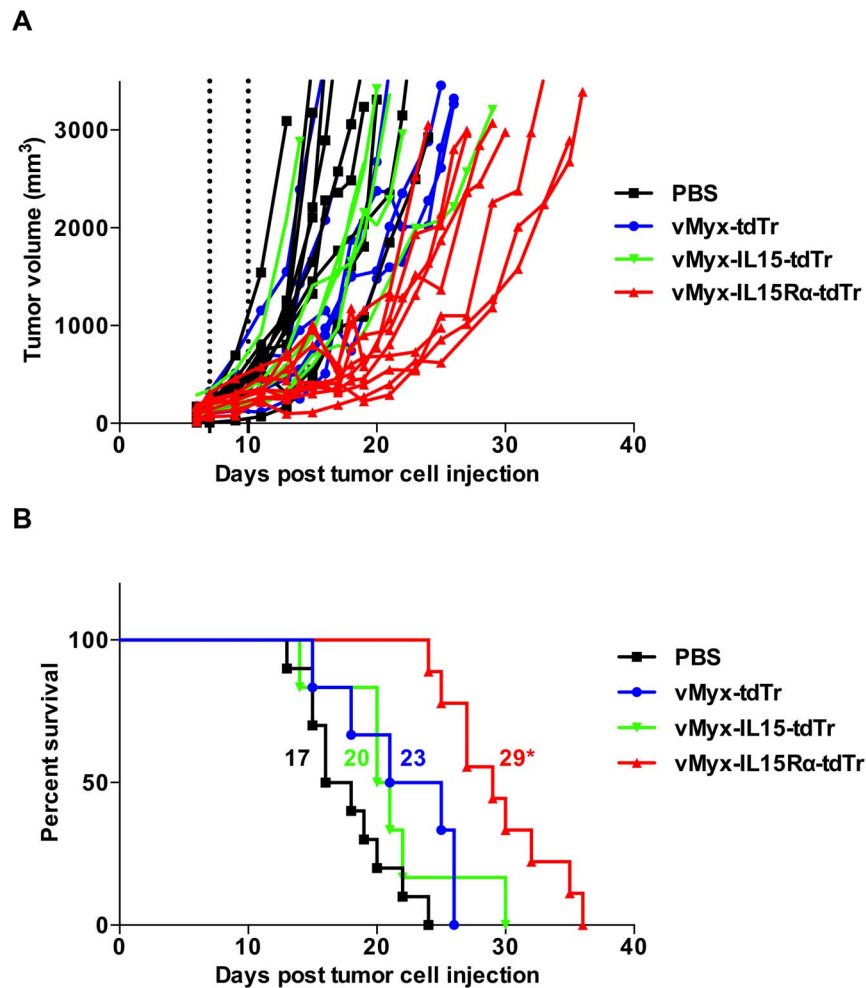 A
Tumor volume (mm³)
3000
2000
1000
0
0 10 20 30 40
Days post tumor cell injection
PBS
vMyx-tdTr
vMyx-IL15-tdTr
vMyx-IL15Rα-tdTr
B
Percent survival
100
50
0
17 20 23 29*
0 10 20 30 40
Days post tumor cell injection
PBS
vMyx-tdTr
vMyx-IL15-tdTr
vMyx-IL15Rα-tdTr